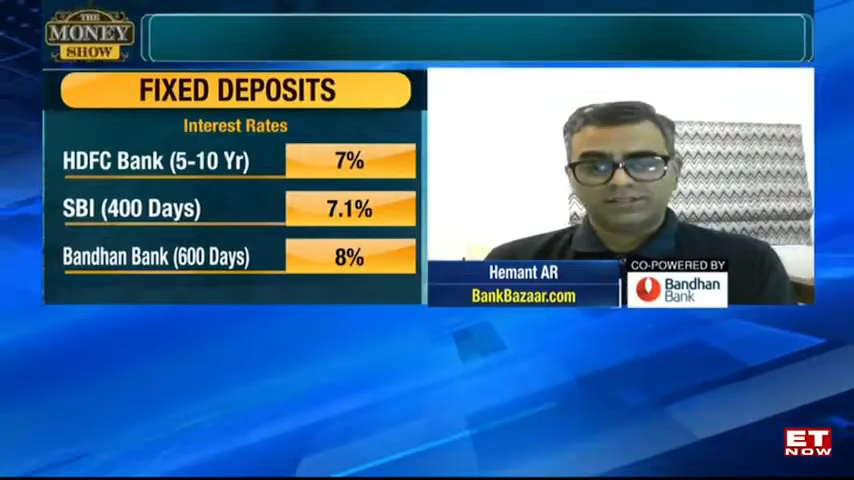 THE
MONEY
SHOW
FIXED DEPOSITS
Interest Rates
HDFC Bank (5-10 Yr) 7%
SBI (400 Days) 7.1%
Bandhan Bank (600 Days) 8%
Hemant AR
BankBazaar.com
CO-POWERED BY
Bandhan
Bank
ET
NOW